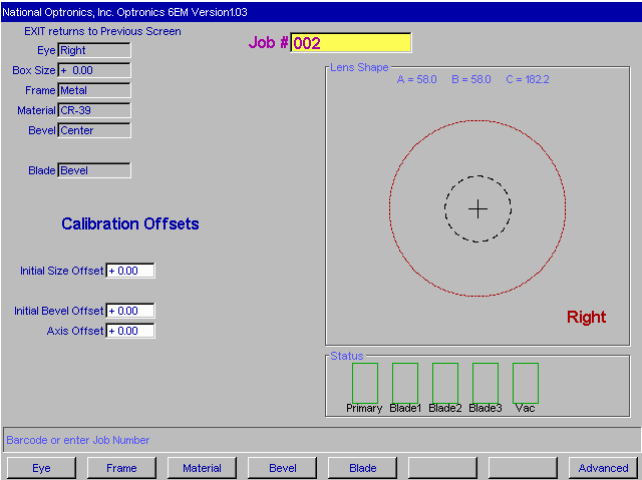 National Optronics, Inc. Optronics 6EM Version1.03
EXIT returns to Previous Screen
Job # 002
Eye Right
Box Size + 0.00
Frame Metal
Material CR-39
Bevel Center
Blade Bevel
Calibration Offsets
Initial Size Offset + 0.00
Initial Bevel Offset + 0.00
Axis Offset + 0.00
Lens Shape
A = 58.0 B = 58.0 C = 182.2
Right
Status
Primary Blade1 Blade2 Blade3 Vac
Barcode or enter Job Number
Eye Frame Material Bevel Blade Advanced